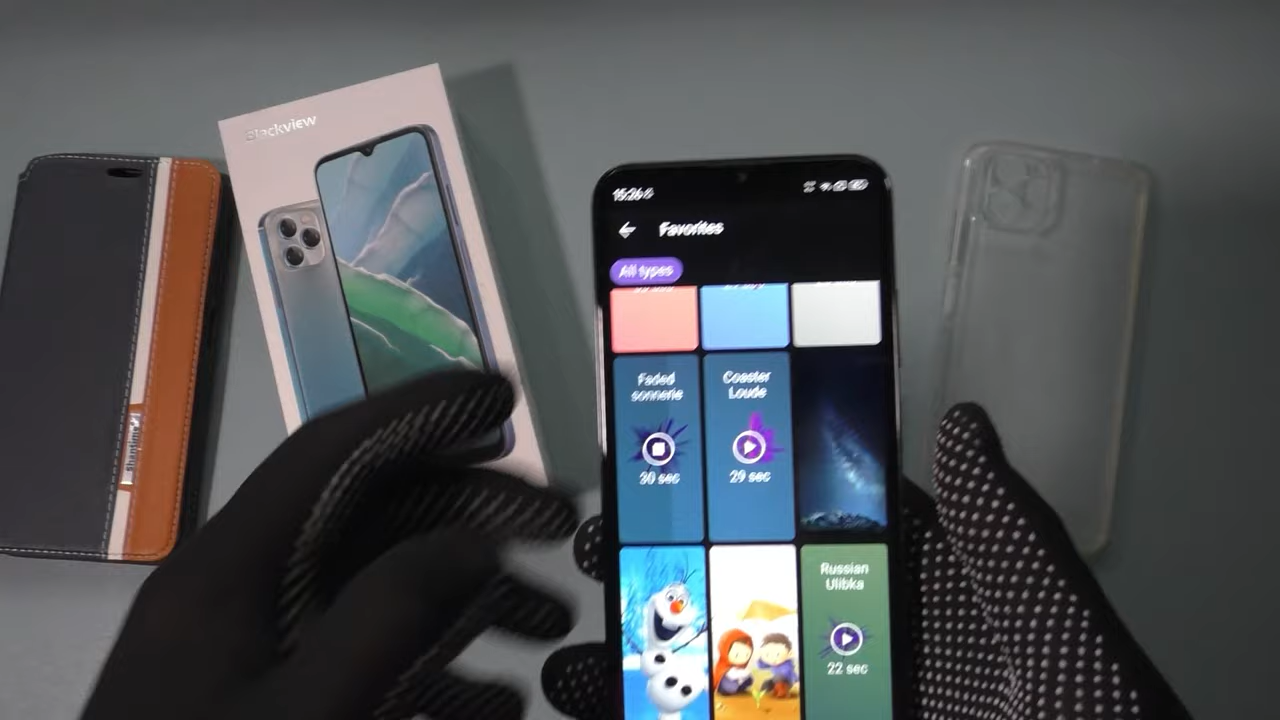 Blackview
15:26
Favorites
All types
Faded
sonnerie
30 sec
Coaster
Loude
29 sec
Russian
Ulibka
22 sec